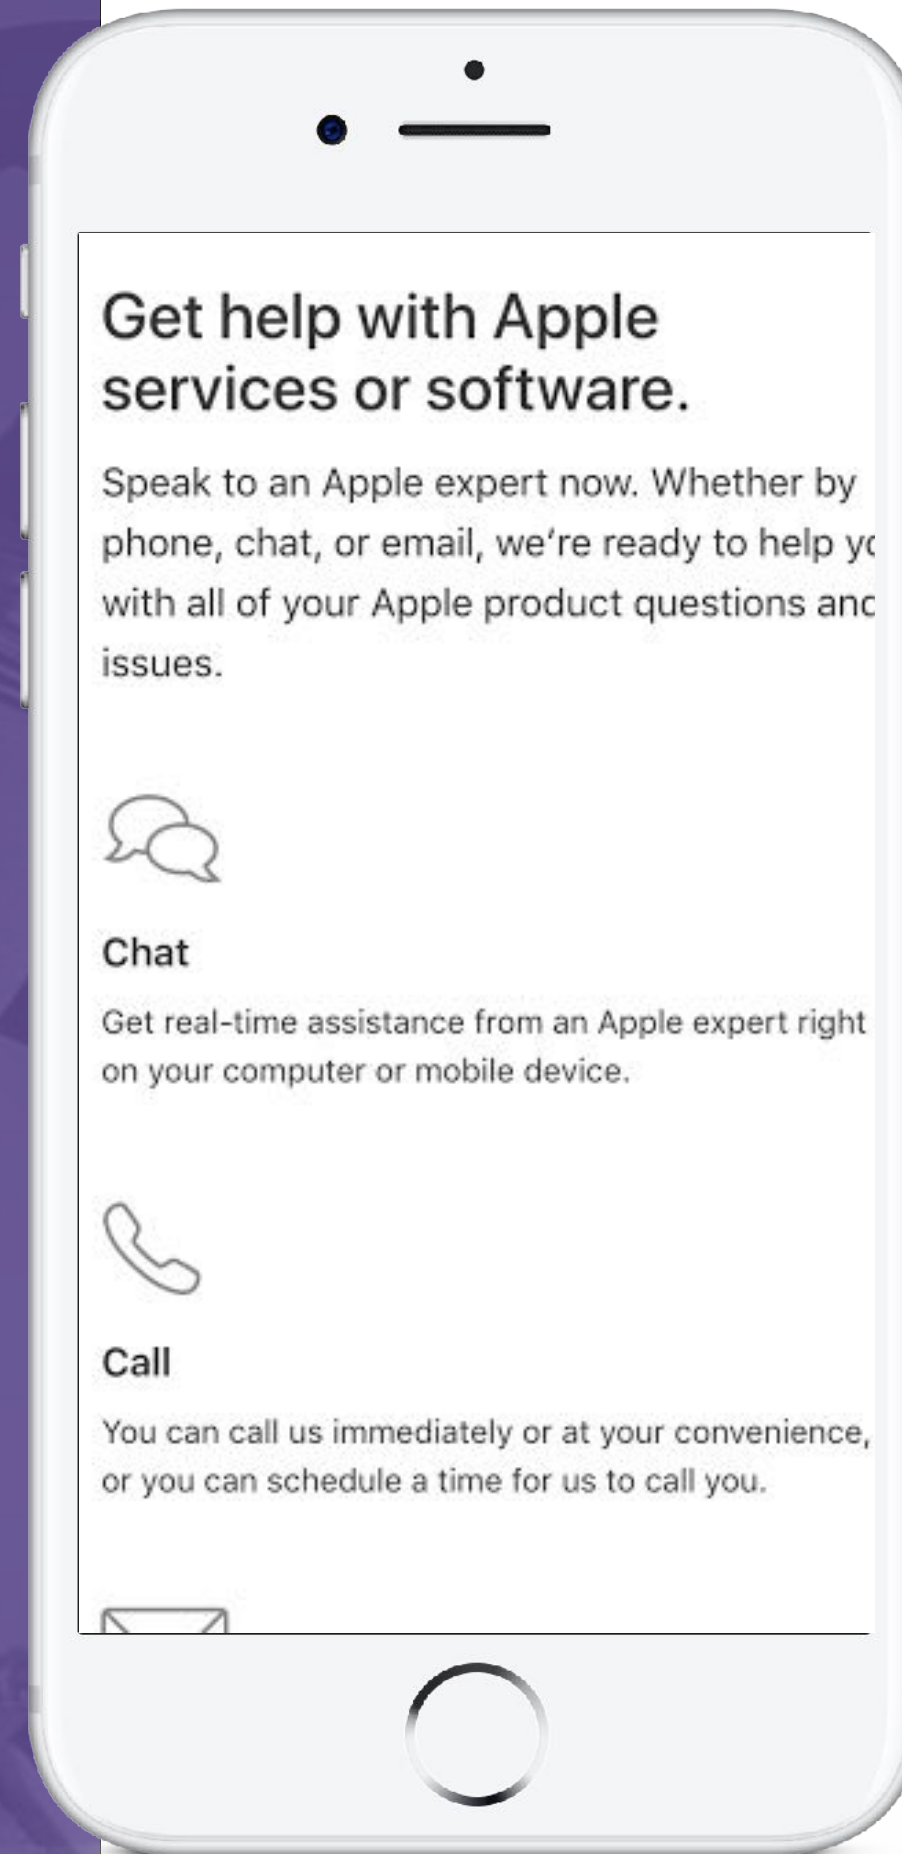 Get help with Apple
services or software.
Speak to an Apple expert now. Whether by
phone, chat, or email, we're ready to help
with all of your Apple product questions
issues.
Chat
Get real-time assistance from an Apple expert right
on your computer or mobile device.
Call
You can call us immediately or at your convenience,
or you can schedule a time for us to call you.